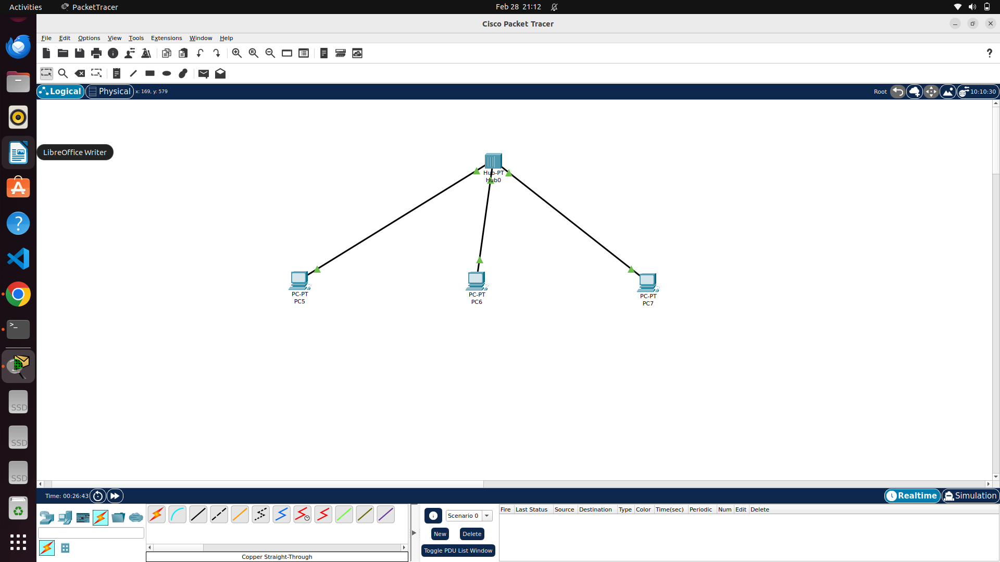 Activities PacketTracer Feb 28 21:12
Cisco Packet Tracer
File Edit Options View Tools Extensions Window Help
Logical Physical x: 169, y: 579 Root 10:10:30
LibreOffice Writer
Hub-PT
Hub0
PC-PT
PC5
PC-PT
PC6
PC-PT
PC7
SSD
SSD
SSD
Time: 00:26:43 Realtime Simulation
Scenario 0
New Delete
Toggle PDU List Window
Fire Last Status Source Destination Type Color Time(sec) Periodic Num Edit Delete
Copper Straight-Through